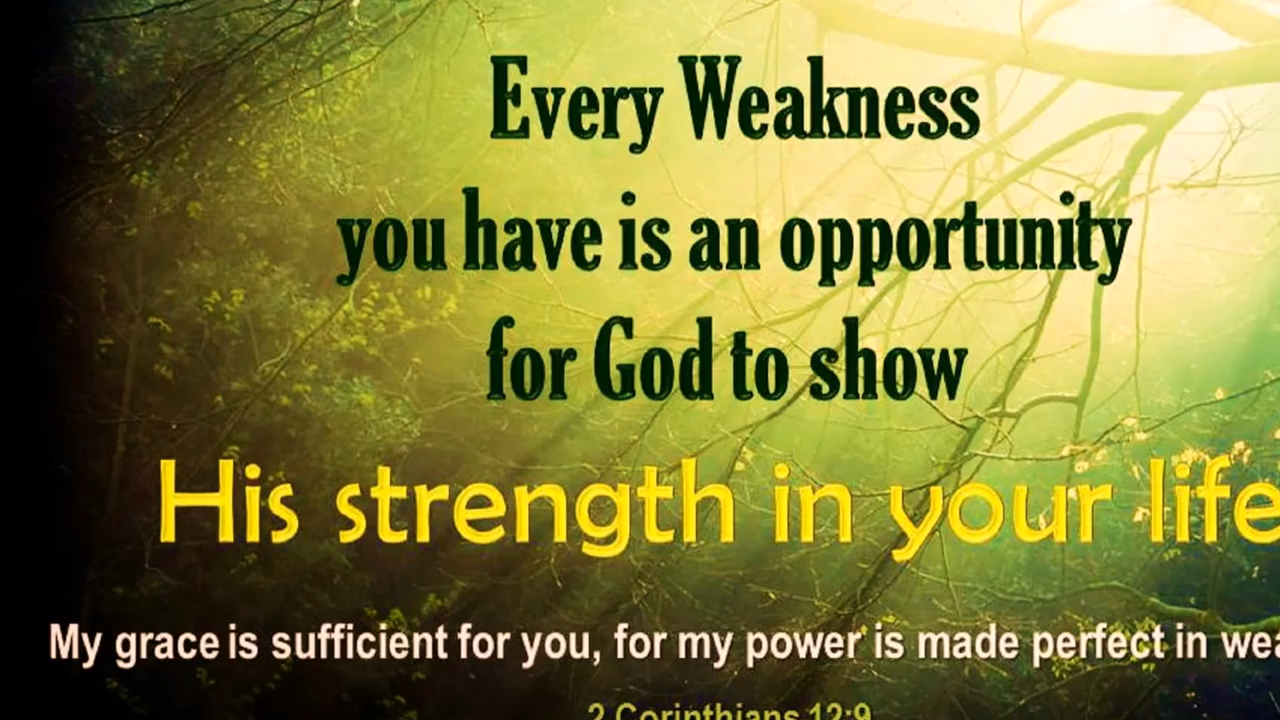 Every Weakness
you have is an opportunity
for God to show
His strength in your life
My grace is sufficient for you, for my power is made perfect in
2 Corinthians 12:9